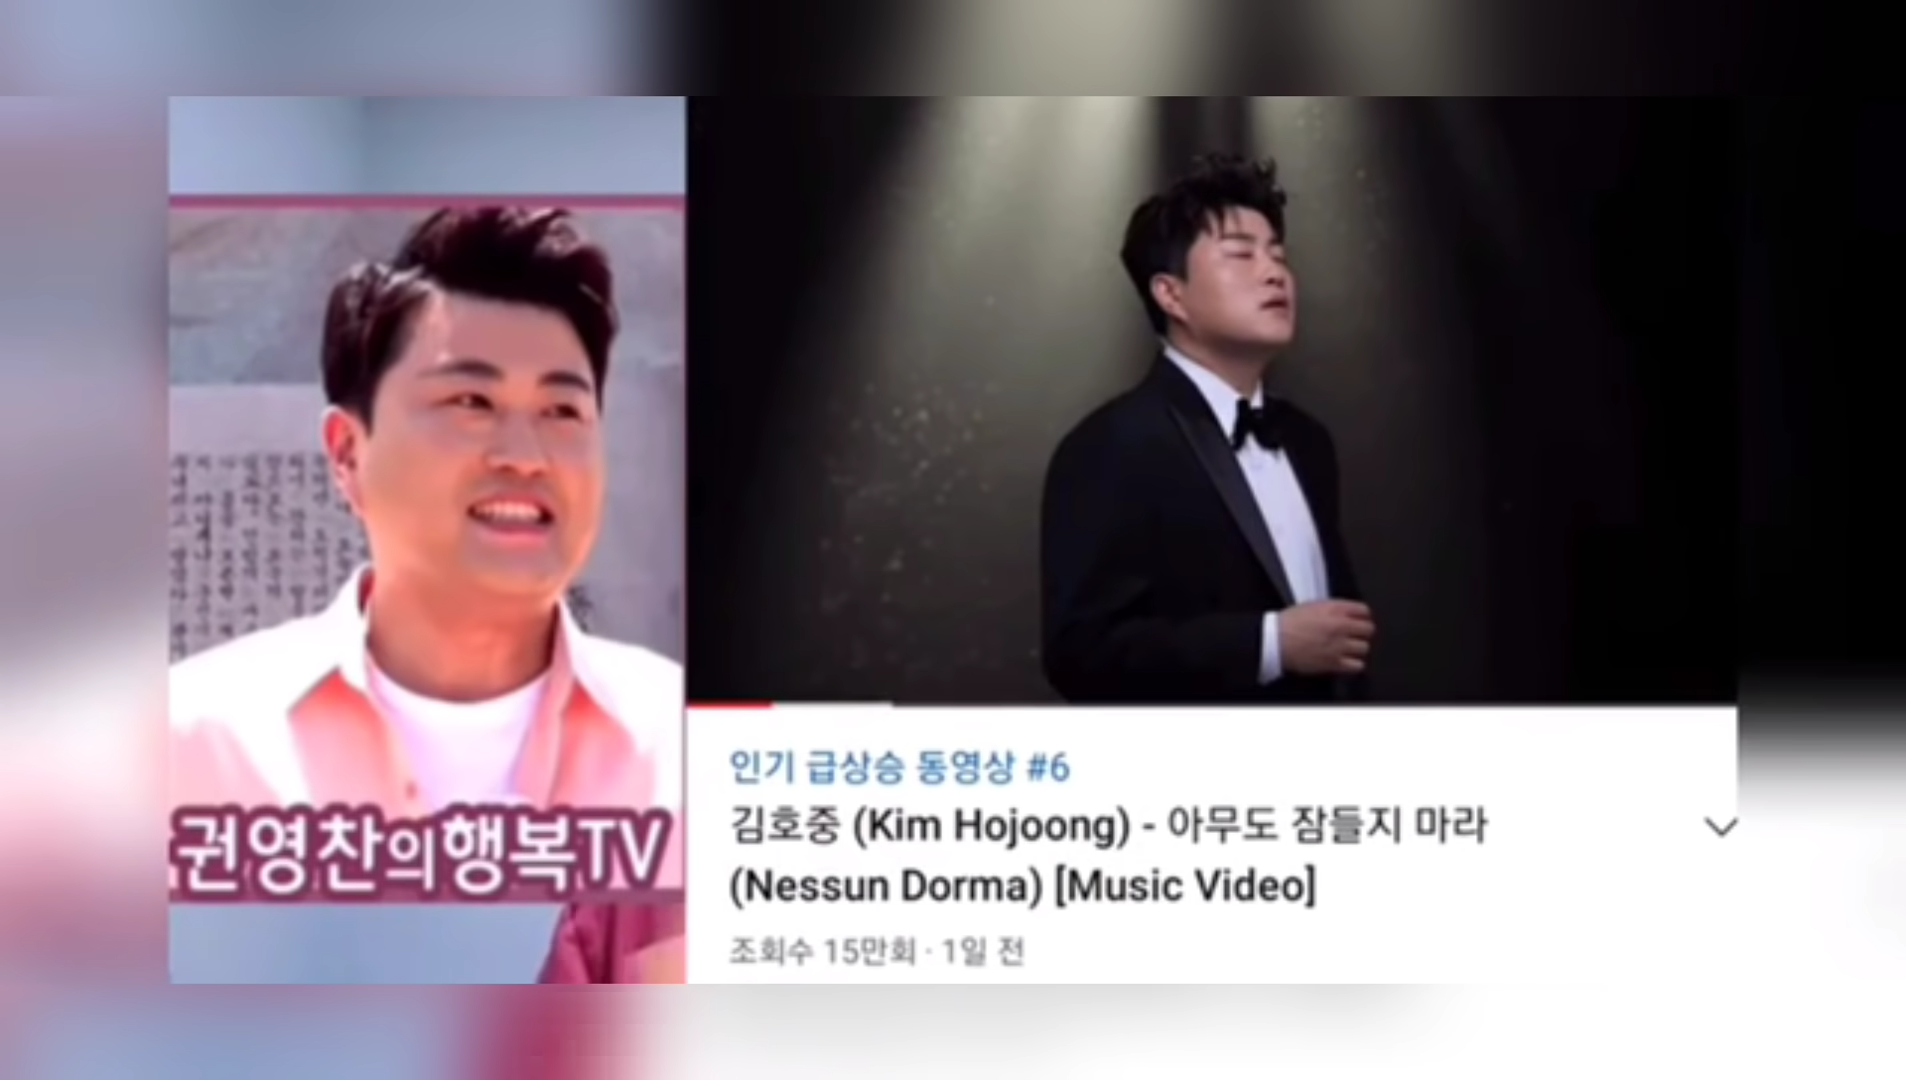 권영찬의행복TV
인기 급상승 동영상 #6
김호중 (Kim Hojoong) - 아무도 잠들지 마라
(Nessun Dorma) [Music Video]
조회수 15만회 · 1일 전